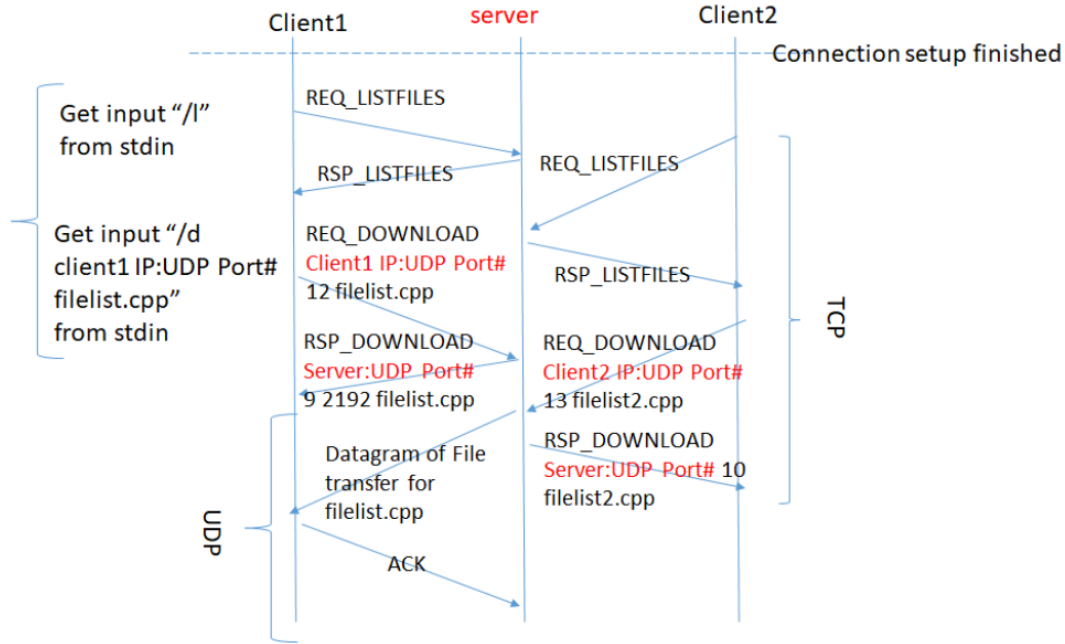 Client1
server
Client2
Connection setup finished
Get input “/l”
from stdin
REQ_LISTFILES
RSP_LISTFILES
REQ_LISTFILES
Get input “/d
client1 IP:UDP Port#
filelist.cpp”
from stdin
REQ_DOWNLOAD
Client1 IP:UDP Port#
12 filelist.cpp
RSP_LISTFILES
TCP
RSP_DOWNLOAD
Server:UDP Port#
9 2192 filelist.cpp
REQ_DOWNLOAD
Client2 IP:UDP Port#
13 filelist2.cpp
RSP_DOWNLOAD
Server:UDP Port# 10
filelist2.cpp
Datagram of File
transfer for
filelist.cpp
UDP
ACK